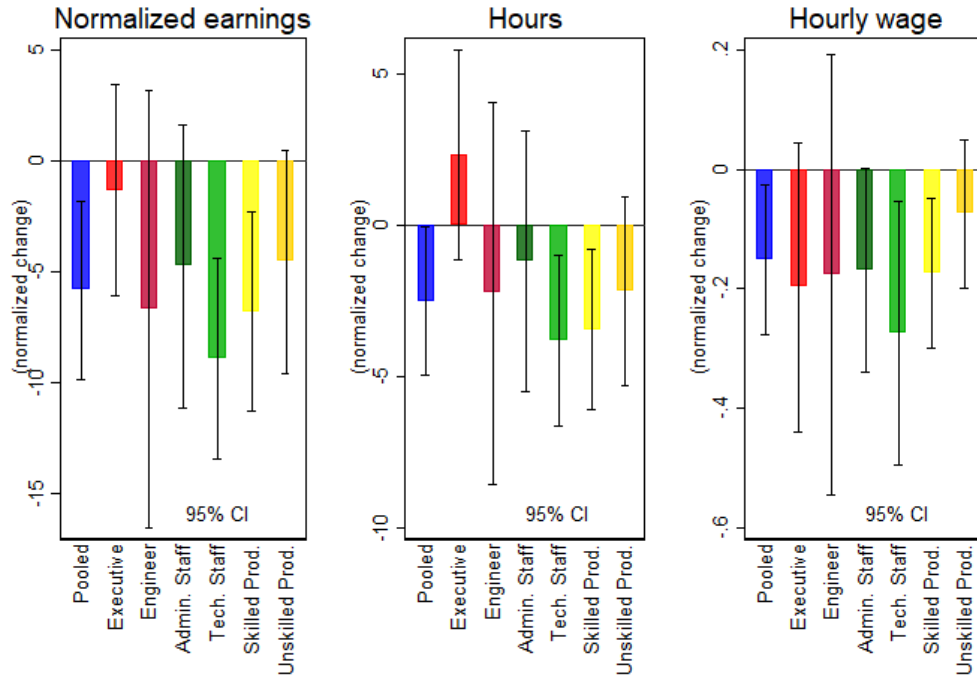 Normalized earnings
(normalized change)
5
0
-5
-10
-15
95% CI
Pooled
Executive
Engineer
Admin. Staff
Tech. Staff
Skilled Prod.
Unskilled Prod.
Hours
(normalized change)
5
0
-5
-10
95% CI
Pooled
Executive
Engineer
Admin. Staff
Tech. Staff
Skilled Prod.
Unskilled Prod.
Hourly wage
(normalized change)
.2
0
-.2
-.4
-.6
95% CI
Pooled
Executive
Engineer
Admin. Staff
Tech. Staff
Skilled Prod.
Unskilled Prod.